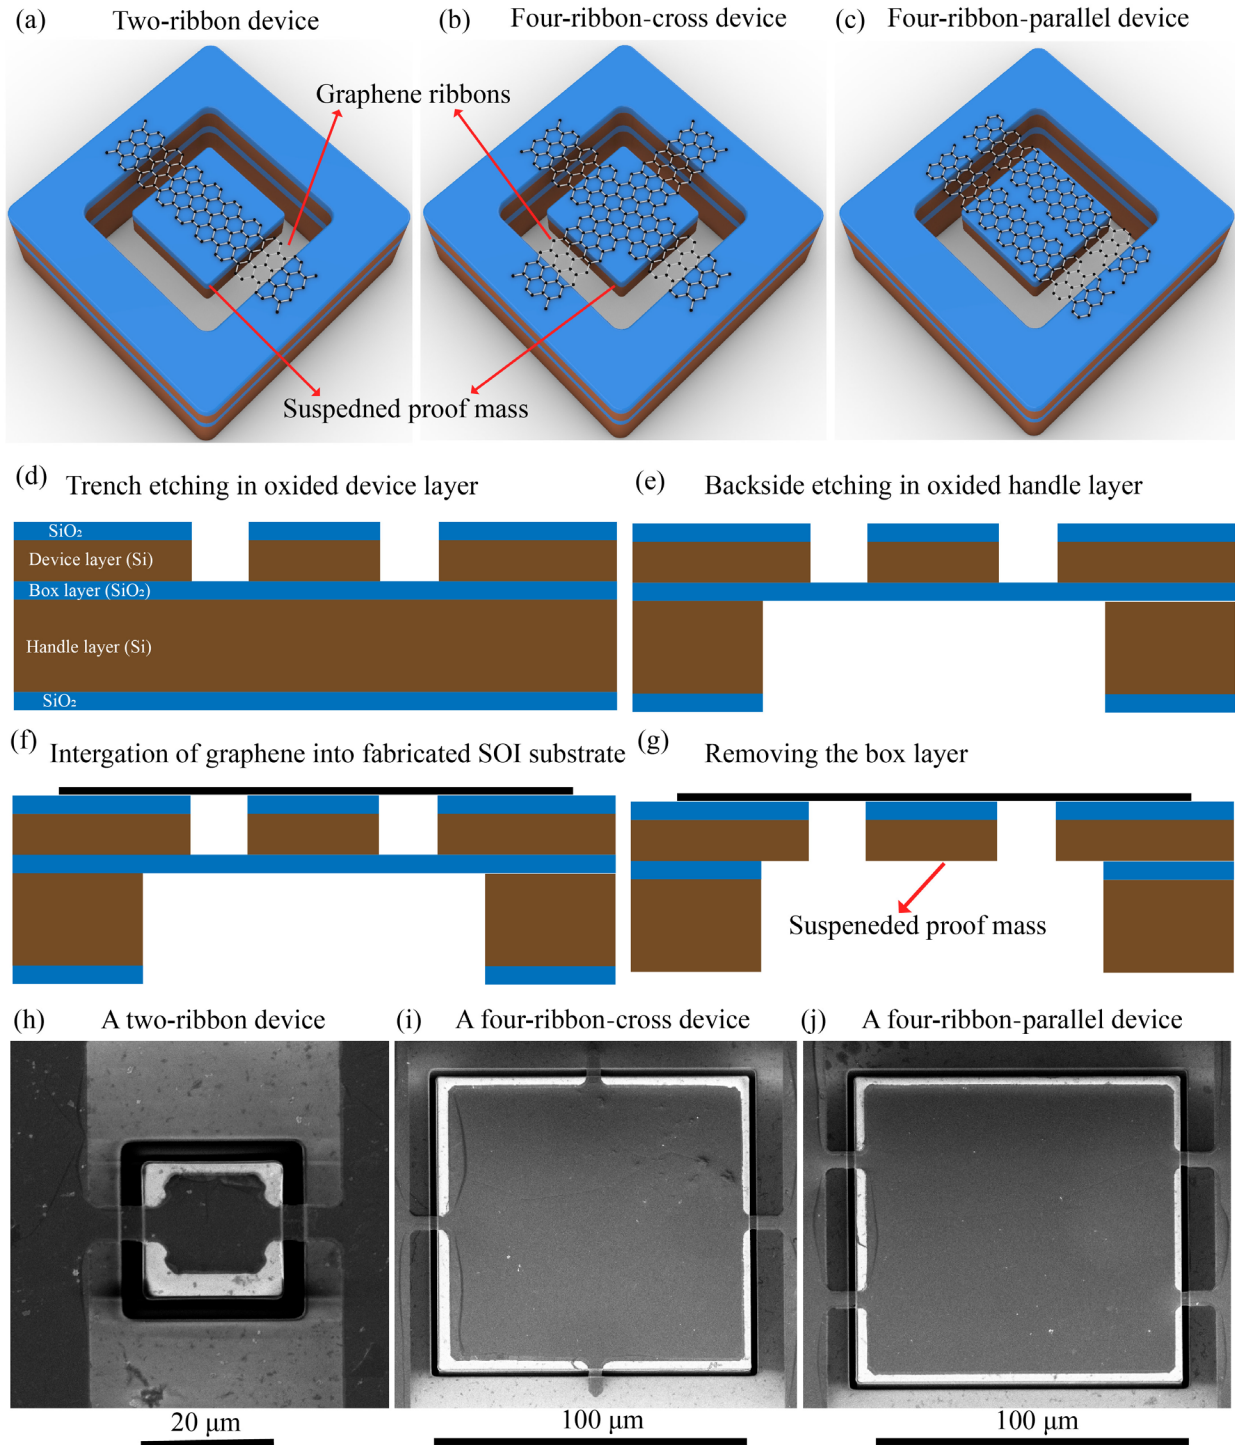 (a) Two-ribbon device
(b) Four-ribbon-cross device
(c) Four-ribbon-parallel device
Graphene ribbons
Suspedned proof mass
(d) Trench etching in oxided device layer
(e) Backside etching in oxided handle layer
SiO₂
Device layer (Si)
Box layer (SiO₂)
Handle layer (Si)
SiO₂
(f) Intergation of graphene into fabricated SOI substrate
(g) Removing the box layer
Suspeneded proof mass
(h) A two-ribbon device
(i) A four-ribbon-cross device
(j) A four-ribbon-parallel device
20 μm
100 μm
100 μm